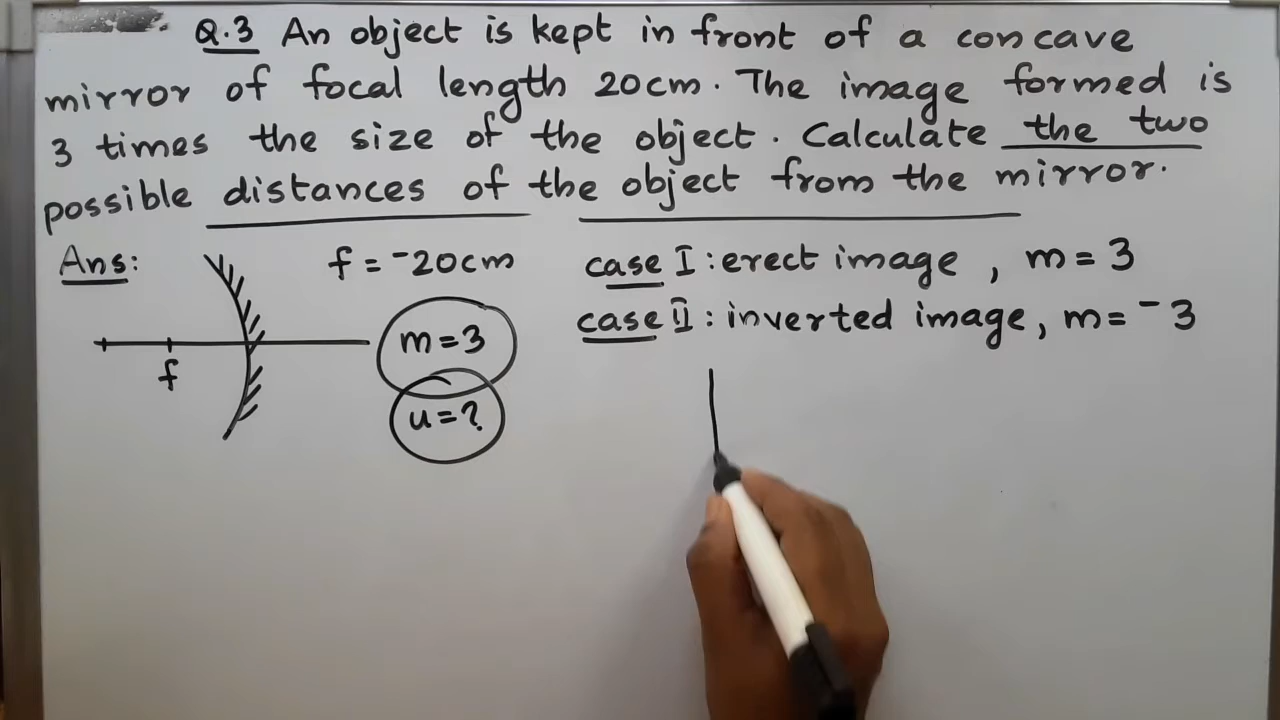 Q.3 An object is kept in front of a concave
mirror of focal length 20cm. The image formed is
3 times the size of the object. Calculate the two
possible distances of the object from the mirror.
Ans: f = -20cm case I : erect image , m = 3
m = 3 case II : inverted image, m = -3
f
u = ?